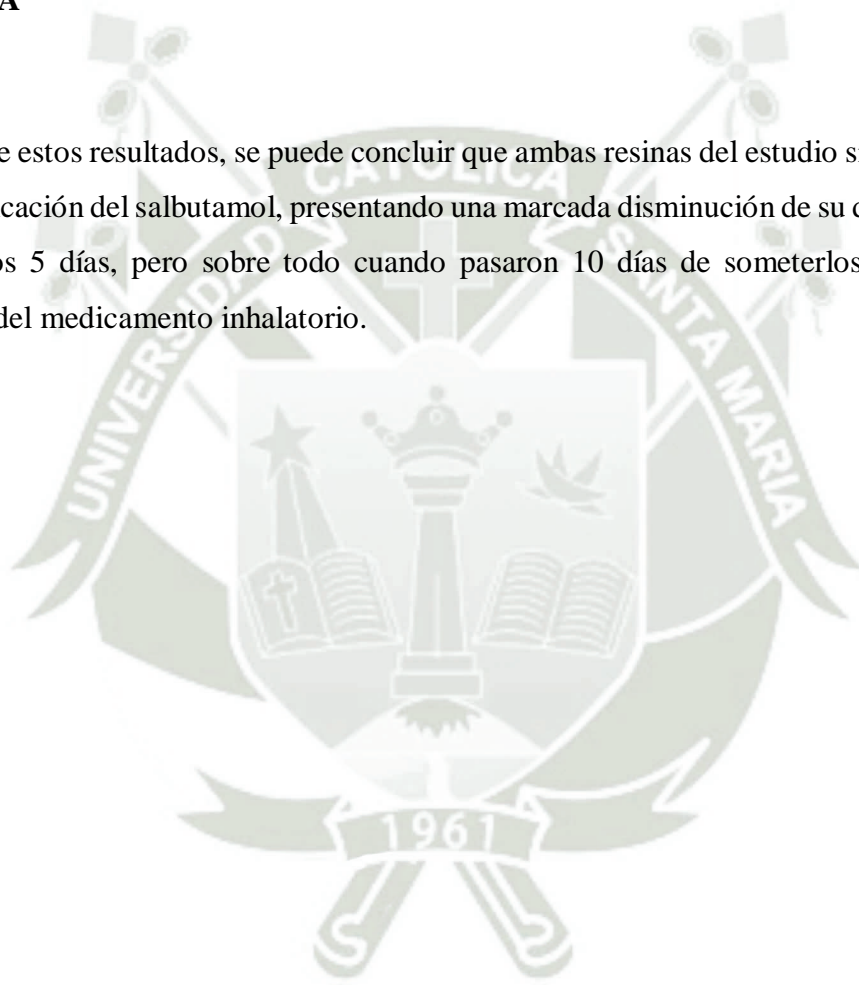 A
e estos resultados, se puede concluir que ambas resinas del estudio s
cación del salbutamol, presentando una marcada disminución de su
os 5 días, pero sobre todo cuando pasaron 10 días de someterlos
del medicamento inhalatorio.
UNIVERSIDAD CATOLICA SANTA MARIA
1961